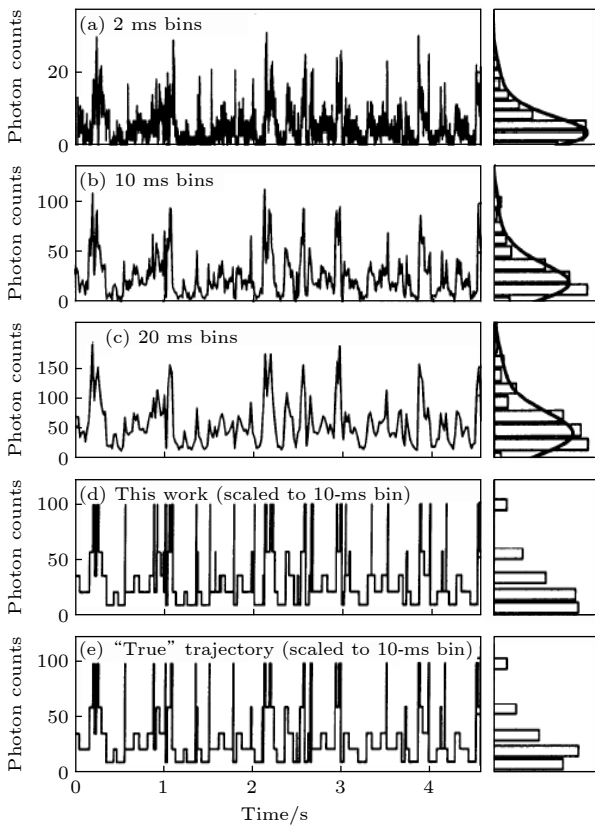 (a) 2 ms bins
Photon counts
20
0
(b) 10 ms bins
Photon counts
100
50
0
(c) 20 ms bins
Photon counts
150
100
50
0
(d) This work (scaled to 10-ms bin)
Photon counts
100
50
0
(e) “True” trajectory (scaled to 10-ms bin)
Photon counts
100
50
0
0 1 2 3 4
Time/s